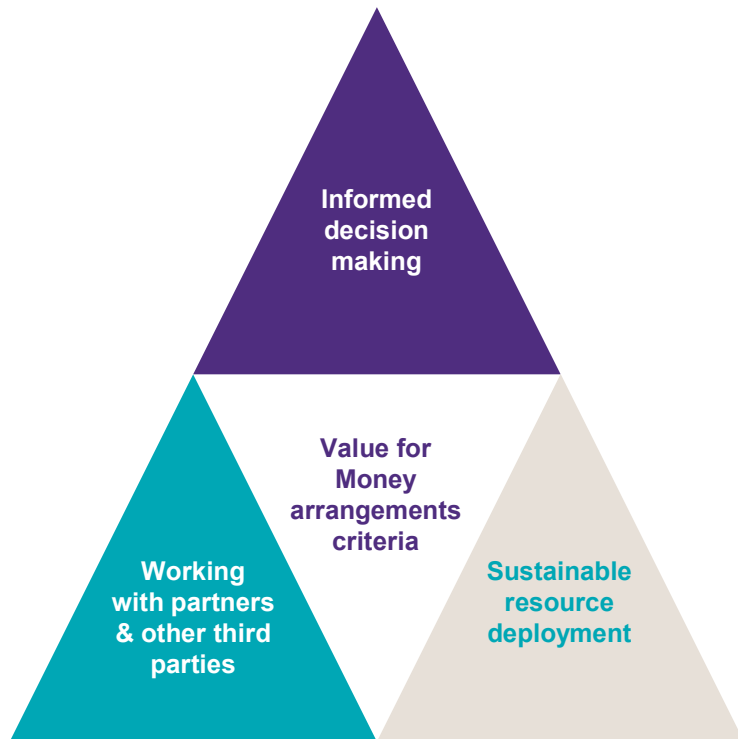 Informed
decision
making
Value for
Money
arrangements
criteria
Working
with partners
& other third
parties
Sustainable
resource
deployment